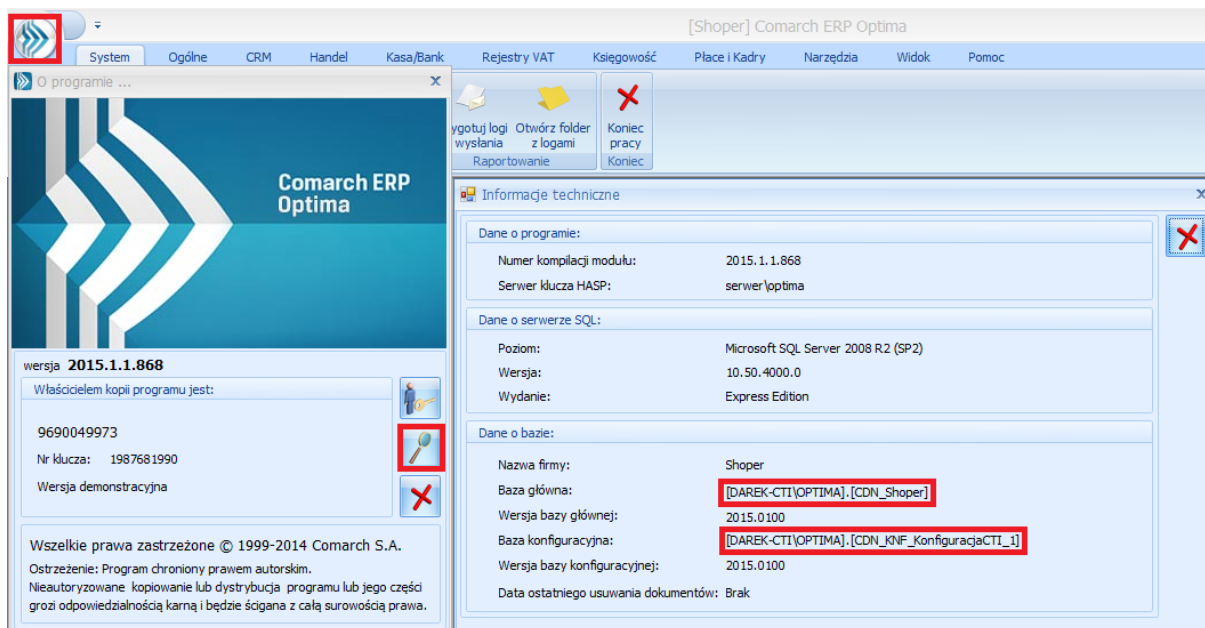 [Shoper] Comarch ERP Optima
System Ogólne CRM Handel Kasa/Bank Rejestry VAT Księgowość Płace i Kadry Narzędzia Widok Pomoc
O programie ...
ygotuj logi
wysłania
Otwórz folder
z logami
Koniec
pracy
Raportowanie
Koniec
Comarch ERP
Optima
wersja 2015.1.1.868
Właścicielem kopii programu jest:
9690049973
Nr klucza: 1987681990
Wersja demonstracyjna
Wszelkie prawa zastrzeżone © 1999-2014 Comarch S.A.
Ostrzeżenie: Program chroniony prawem autorskim.
Nieautoryzowane kopiowanie lub dystrybucja programu lub jego części
grozi odpowiedzialnością karną i będzie ścigana z całą surowością prawa.
Informacje techniczne
Dane o programie:
Numer kompilacji modułu: 2015.1.1.868
Serwer klucza HASP: serwer\optima
Dane o serwerze SQL:
Poziom: Microsoft SQL Server 2008 R2 (SP2)
Wersja: 10.50.4000.0
Wydanie: Express Edition
Dane o bazie:
Nazwa firmy: Shoper
Baza główna: [DAREK-CTI\OPTIMA].[CDN_Shoper]
Wersja bazy głównej: 2015.0100
Baza konfiguracyjna: [DAREK-CTI\OPTIMA].[CDN_KNF_KonfiguracjaCTI_1]
Wersja bazy konfiguracyjnej: 2015.0100
Data ostatniego usuwania dokumentów: Brak